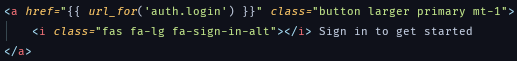 <a href="{{ url_for('auth.login') }}" class="button larger primary mt-1">
    <i class="fas fa-lg fa-sign-in-alt"></i> Sign in to get started
</a>